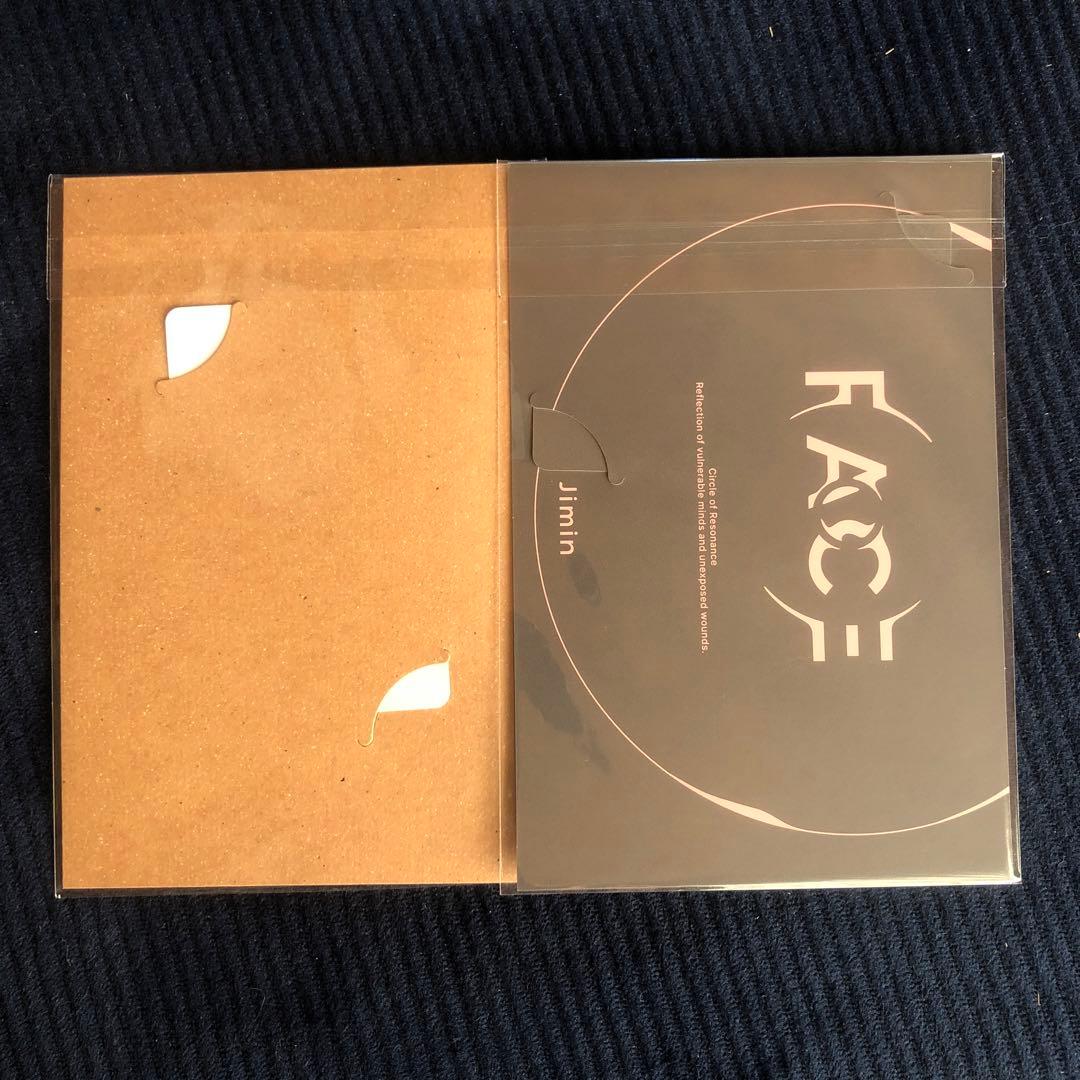 FACE
Circle of Resonance
Reflection of vulnerable minds and unexposed wounds.
Jimin